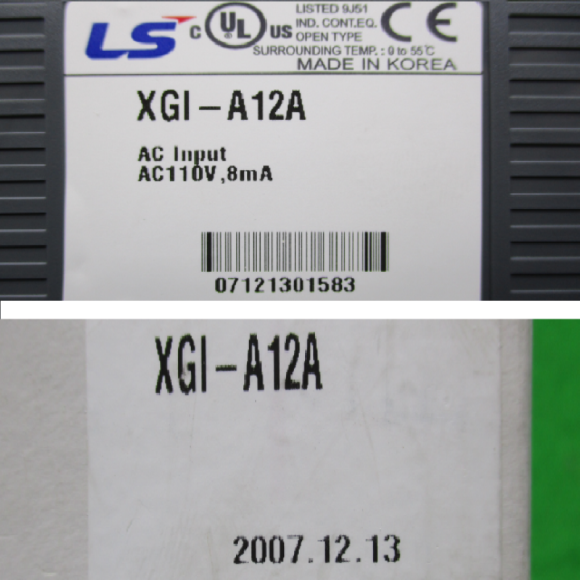 LS
c UL US
LISTED 9J51
IND. CONT.EQ.
OPEN TYPE
CE
SURROUNDING TEMP. : 0 to 55℃
MADE IN KOREA
XGI-A12A
AC Input
AC110V,8mA
07121301583
XGI-A12A
2007.12.13